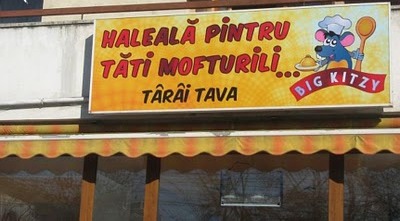 HALEALĂ PINTRU
TĂTI MOFTURILI...
TÂRÂI TAVA
BIG KITZY